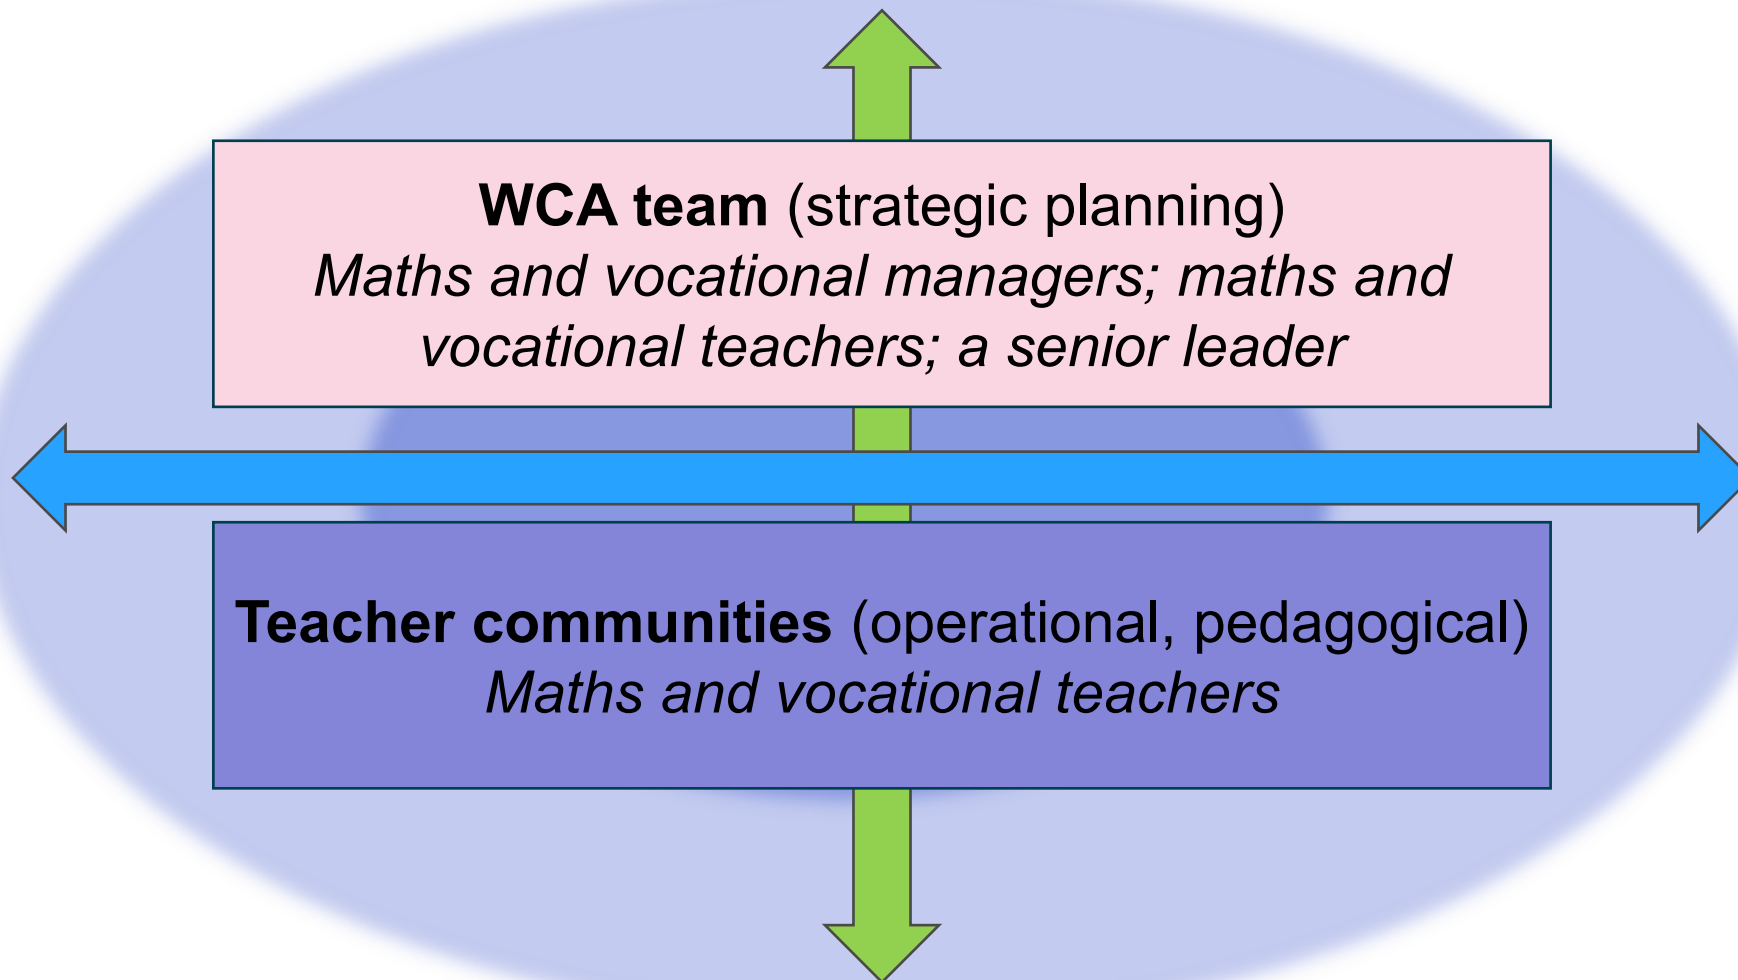 WCA team (strategic planning)
Maths and vocational managers; maths and
vocational teachers; a senior leader
Teacher communities (operational, pedagogical)
Maths and vocational teachers